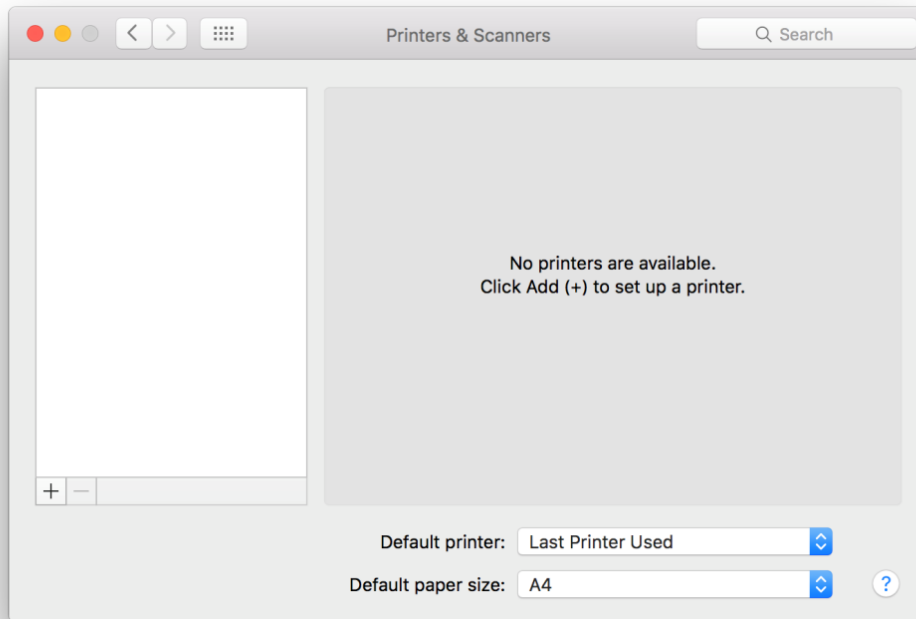 Printers & Scanners
Search
No printers are available.
Click Add (+) to set up a printer.
+ −
Default printer: Last Printer Used
Default paper size: A4
?